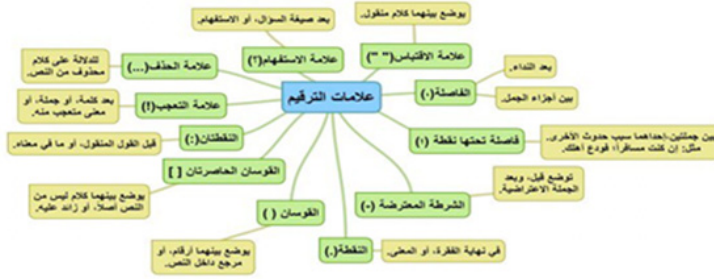 علامات الترقيم
علامة الاقتباس(" ")
يوضع بينهما كلام منقول.
الفاصلة(،)
بعد النداء.
بين أجزاء الجمل.
فاصلة تحتها نقطة (؛)
بين جملتين،إحداهما سبب حدوث الأخرى.
مثل: إن كنت مسافراً؛ فودع أهلك.
الشرطة المعترضة (-)
توضع قبل، وبعد
الجملة الاعتراضية.
النقطة(.)
في نهاية الفقرة، أو المعنى.
القوسان ( )
يوضع بينهما أرقام، أو
مرجع داخل النص.
القوسان الحاصرتان [ ]
يوضع بينهما كلام ليس من
النص أصلاً، أو زائد عليه.
النقطتان(:)
قبل القول المنقول، أو ما في معناه.
علامة التعجب(!)
بعد كلمة، أو جملة، أو
معنى متعجب منه.
علامة الحذف(...)
للدلالة على كلام
محذوف من النص.
علامة الاستفهام(؟)
بعد صيغة السؤال، أو الاستفهام.